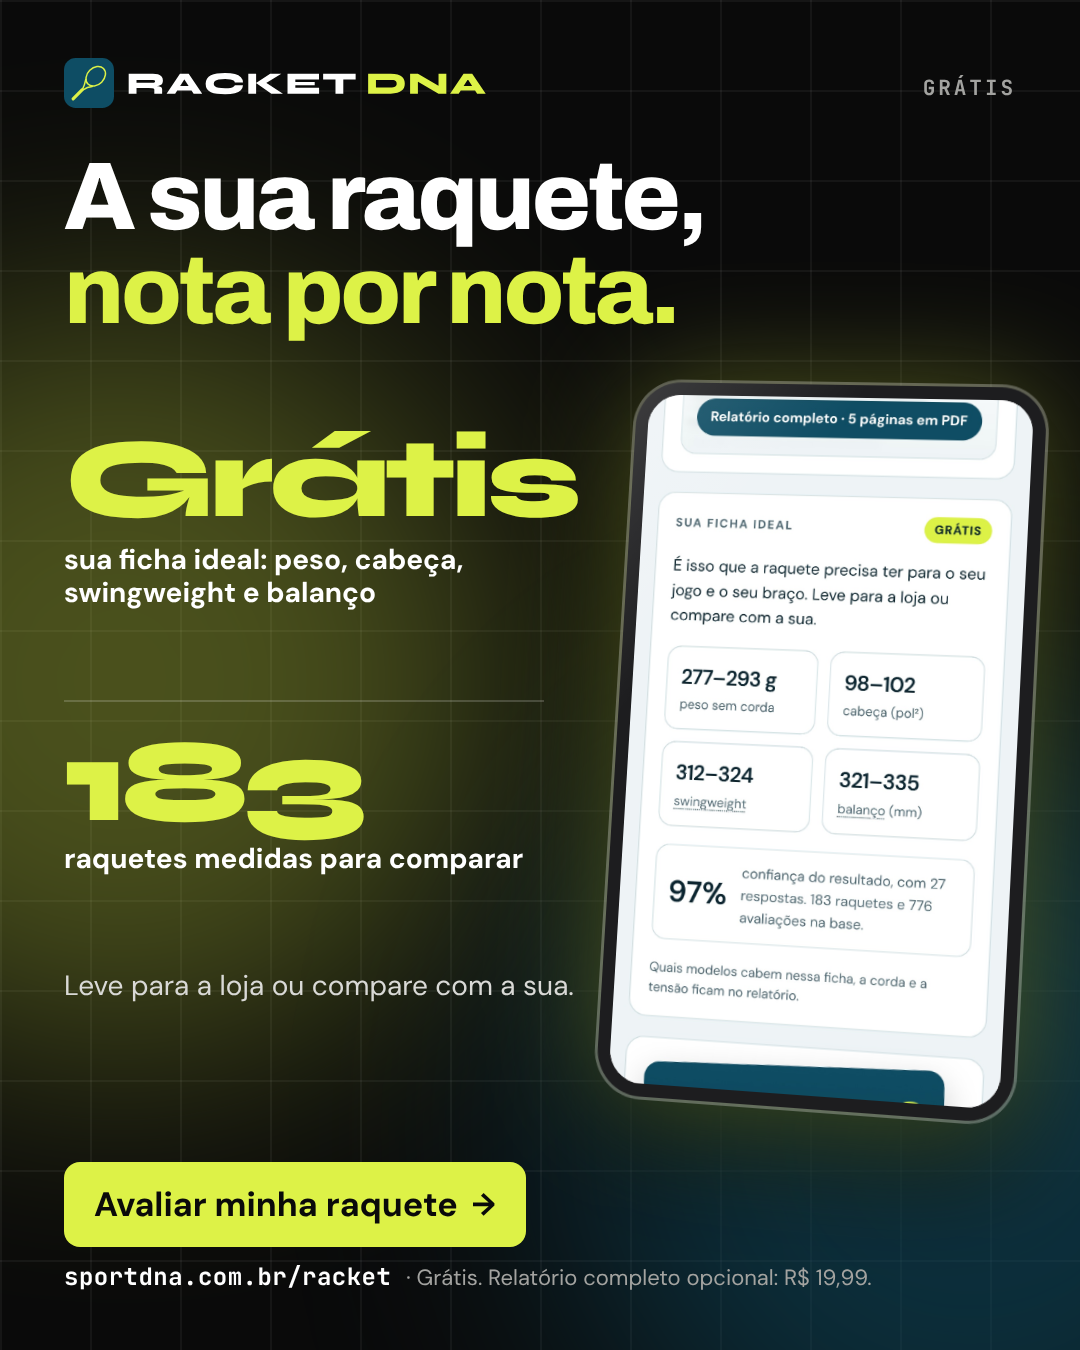 RACKET DNA
GRÁTIS
A sua raquete,
nota por nota.
Grátis
sua ficha ideal: peso, cabeça,
swingweight e balanço
183
raquetes medidas para comparar
Leve para a loja ou compare com a sua.
Relatório completo · 5 páginas em PDF
SUA FICHA IDEAL
GRÁTIS
É isso que a raquete precisa ter para o seu
jogo e o seu braço. Leve para a loja ou
compare com a sua.
277–293 g
peso sem corda
98–102
cabeça (pol²)
312–324
swingweight
321–335
balanço (mm)
97%
confiança do resultado, com 27
respostas. 183 raquetes e 776
avaliações na base.
Quais modelos cabem nessa ficha, a corda e a
tensão ficam no relatório.
Avaliar minha raquete →
sportdna.com.br/racket · Grátis. Relatório completo opcional: R$ 19,99.